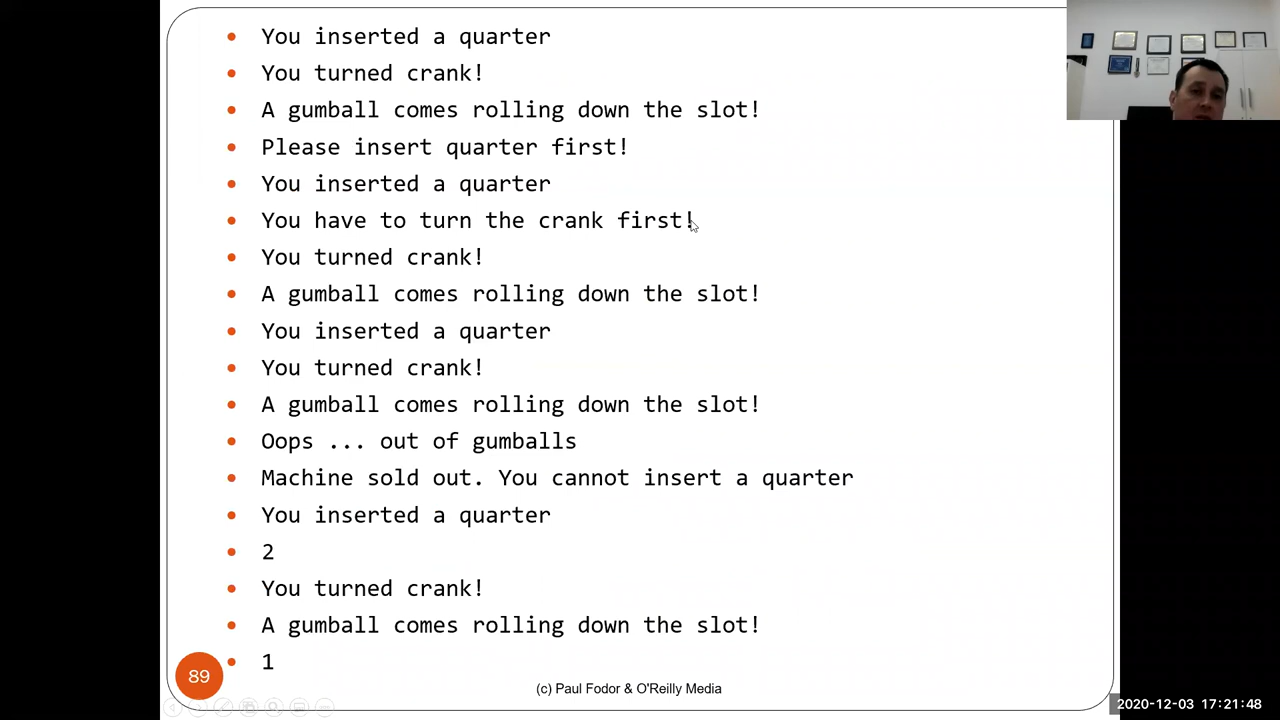 You inserted a quarter
You turned crank!
A gumball comes rolling down the slot!
Please insert quarter first!
You inserted a quarter
You have to turn the crank first!
You turned crank!
A gumball comes rolling down the slot!
You inserted a quarter
You turned crank!
A gumball comes rolling down the slot!
Oops ... out of gumballs
Machine sold out. You cannot insert a quarter
You inserted a quarter
2
You turned crank!
A gumball comes rolling down the slot!
1
89
(c) Paul Fodor & O'Reilly Media
2020-12-03 17:21:48